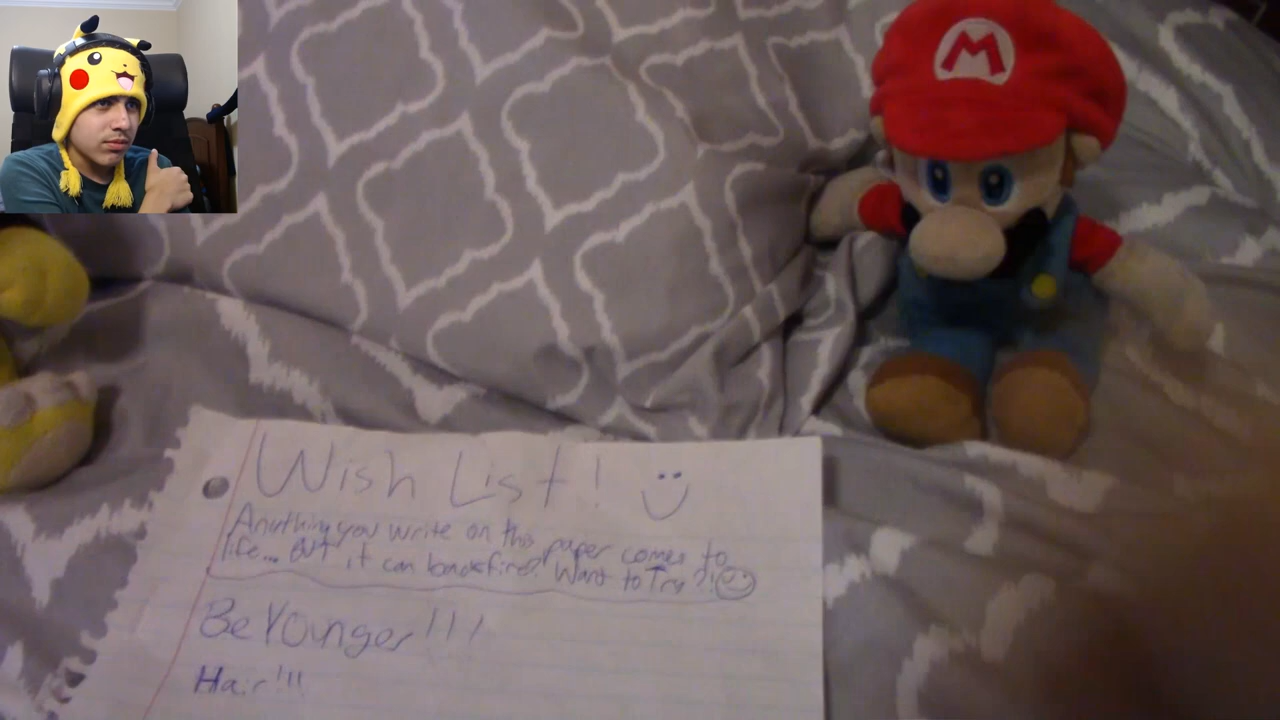 M
Wish List! :)
Anything you write on this paper comes to
life... BUT it can backfire! Want to Try?!
Be Younger!!!
Hair!!!